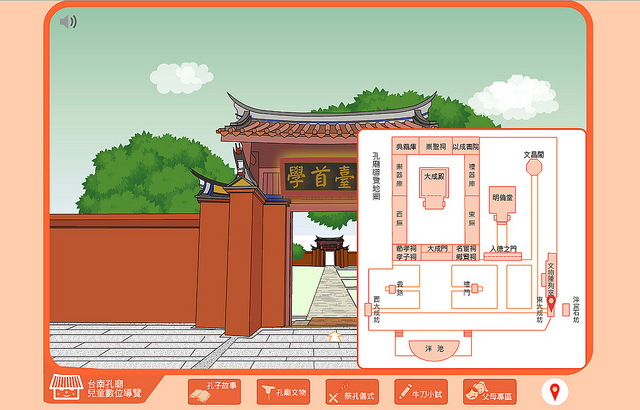 學首臺
孔廟導覽地圖
典籍庫
崇聖祠
以成書院
文昌閣
樂器庫
大成殿
禮器庫
明倫堂
西廡
東廡
節孝祠
孝子祠
大成門
名宦祠
鄉賢祠
入德之門
文物陳列室
義路
禮門
西大成坊
東大成坊
泮宮石坊
泮池
台南孔廟
兒童數位導覽
孔子故事
孔廟文物
祭孔儀式
牛刀小試
父母專區